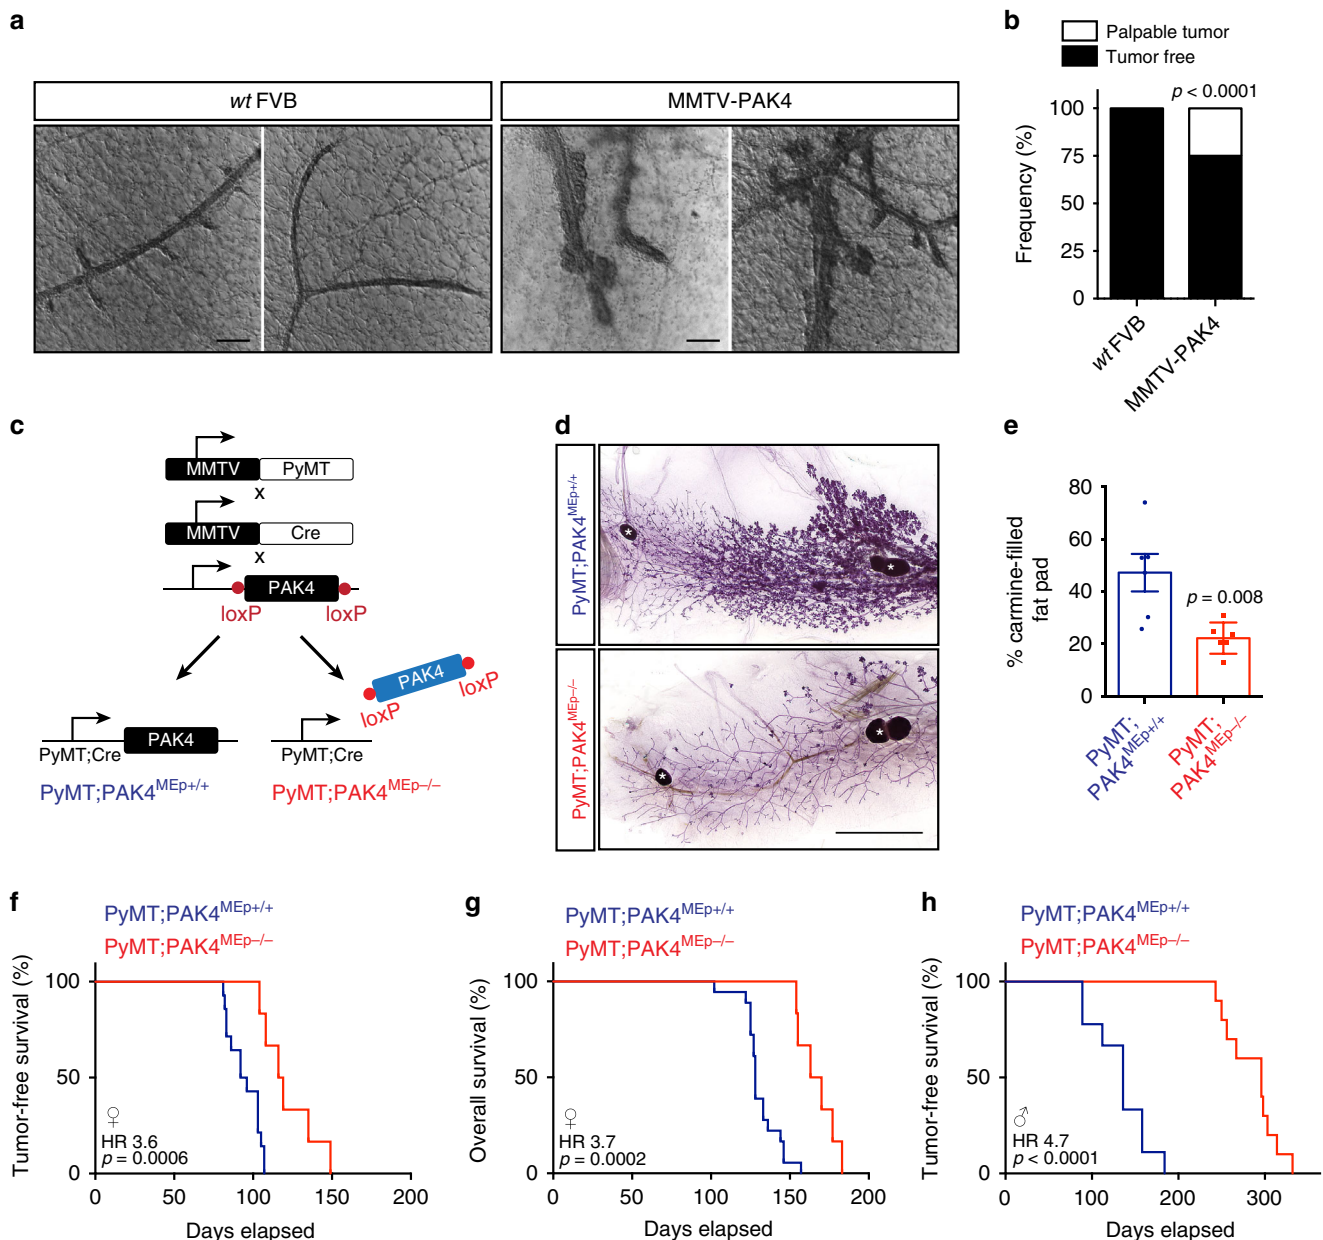 a
wt FVB
MMTV-PAK4
b
Palpable tumor
Tumor free
p < 0.0001
Frequency (%)
100
75
50
25
0
wt FVB
MMTV-PAK4
c
MMTV
PyMT
x
MMTV
Cre
x
PAK4
loxP
loxP
PAK4
loxP
loxP
PyMT;Cre
PAK4
PyMT;Cre
PyMT;PAK4MEp+/+
PyMT;PAK4MEp–/–
d
PyMT;PAK4MEp+/+
PyMT;PAK4MEp–/–
*
*
*
*
e
% carmine-filled
fat pad
80
60
40
20
0
p = 0.008
PyMT;
PAK4MEp+/+
PyMT;
PAK4MEp–/–
f
PyMT;PAK4MEp+/+
PyMT;PAK4MEp–/–
Tumor-free survival (%)
100
50
0
♀
HR 3.6
p = 0.0006
0 50 100 150 200
Days elapsed
g
PyMT;PAK4MEp+/+
PyMT;PAK4MEp–/–
Overall survival (%)
100
50
0
♀
HR 3.7
p = 0.0002
0 50 100 150 200
Days elapsed
h
PyMT;PAK4MEp+/+
PyMT;PAK4MEp–/–
Tumor-free survival (%)
100
50
0
♂
HR 4.7
p < 0.0001
0 100 200 300
Days elapsed